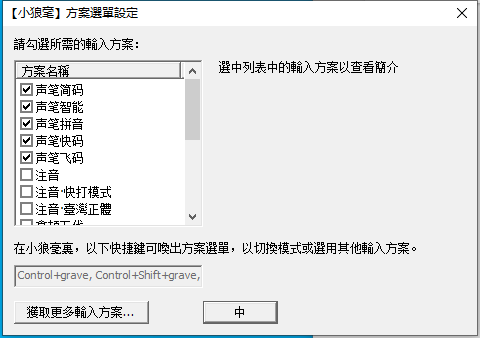 【小狼毫】方案選單設定
請勾選所需的輸入方案:
方案名稱
選中列表中的輸入方案以查看簡介
声笔简码
声笔智能
声笔拼音
声笔快码
声笔飞码
注音
注音·快打模式
注音·臺灣正體
在小狼毫裏，以下快捷鍵可喚出方案選單，以切換模式或選用其他輸入方案。
Control+grave, Control+Shift+grave,
獲取更多輸入方案...
中